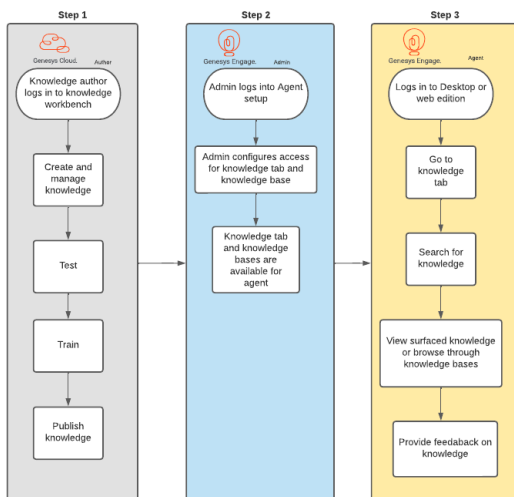 Step 1
Genesys Cloud.
Author
Knowledge author
logs in to knowledge
workbench
Create and
manage
knowledge
Test
Train
Publish
knowledge
Step 2
Genesys Engage.
Admin
Admin logs into Agent
setup
Admin configures access
for knowledge tab and
knowledge base
Knowledge tab
and knowledge
bases are
available for
agent
Step 3
Genesys Engage.
Agent
Logs in to Desktop or
web edition
Go to
knowledge
tab
Search for
knowledge
View surfaced knowledge
or browse through
knowledge bases
Provide feedaback on
knowledge